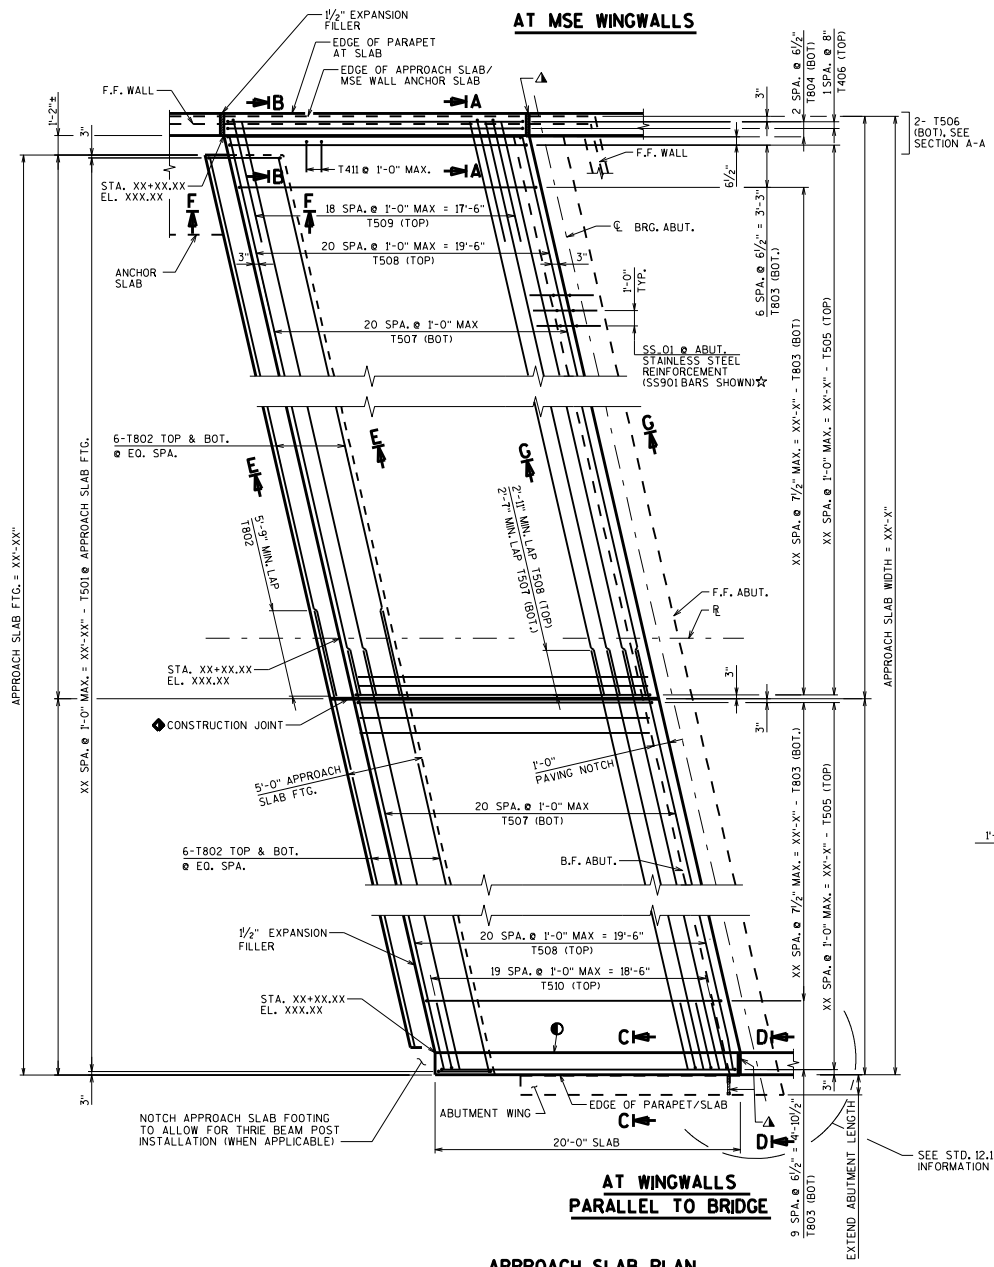 AT MSE WINGWALLS
1½" EXPANSION
FILLER
EDGE OF PARAPET
AT SLAB
EDGE OF APPROACH SLAB/
MSE WALL ANCHOR SLAB
F.F. WALL
B
A
1'-2"±
3"
3"
2 SPA. @ 6½"
T804 (BOT)
1 SPA. @ 8"
T406 (TOP)
2- T506
(BOT), SEE
SECTION A-A
F.F. WALL
6½"
T411 @ 1'-0" MAX.
B
A
STA. XX+XX.XX
EL. XXX.XX
F
F
18 SPA. @ 1'-0" MAX = 17'-6"
T509 (TOP)
℄ BRG. ABUT.
20 SPA. @ 1'-0" MAX = 19'-6"
T508 (TOP)
3"
3"
ANCHOR
SLAB
1'-0"
TYP.
6 SPA. @ 6½" = 3'-3"
T803 (BOT.)
20 SPA. @ 1'-0" MAX
T507 (BOT)
SS_01 @ ABUT.
STAINLESS STEEL
REINFORCEMENT
(SS901 BARS SHOWN)☆
XX SPA. @ 7½" MAX. = XX'-X" - T803 (BOT)
XX SPA. @ 1'-0" MAX. = XX'-X" - T505 (TOP)
6-T802 TOP & BOT.
@ EQ. SPA.
E
E
G
G
5'-9" MIN. LAP
T802
2'-11" MIN. LAP T508 (TOP)
2'-7" MIN. LAP T507 (BOT.)
APPROACH SLAB FTG. = XX'-XX"
XX SPA. @ 1'-0" MAX. = XX'-XX" - T501 @ APPROACH SLAB FTG.
APPROACH SLAB WIDTH = XX'-X"
F.F. ABUT.
R
STA. XX+XX.XX
EL. XXX.XX
3"
3"
CONSTRUCTION JOINT
5'-0" APPROACH
SLAB FTG.
1'-0"
PAVING NOTCH
20 SPA. @ 1'-0" MAX
T507 (BOT)
1'-
6-T802 TOP & BOT.
@ EQ. SPA.
B.F. ABUT.
XX SPA. @ 7½" MAX. = XX'-X" - T803 (BOT.)
XX SPA. @ 1'-0" MAX. = XX'-X" - T505 (TOP)
1½" EXPANSION
FILLER
20 SPA. @ 1'-0" MAX = 19'-6"
T508 (TOP)
19 SPA. @ 1'-0" MAX = 18'-6"
T510 (TOP)
STA. XX+XX.XX
EL. XXX.XX
C
D
3"
3"
NOTCH APPROACH SLAB FOOTING
TO ALLOW FOR THRIE BEAM POST
INSTALLATION (WHEN APPLICABLE)
ABUTMENT WING
EDGE OF PARAPET/SLAB
C
D
20'-0" SLAB
9 SPA. @ 6½" = 4'-10½"
T803 (BOT)
EXTEND ABUTMENT LENGTH
SEE STD. 12.1
INFORMATION
AT WINGWALLS
PARALLEL TO BRIDGE
APPROACH SLAB PLAN